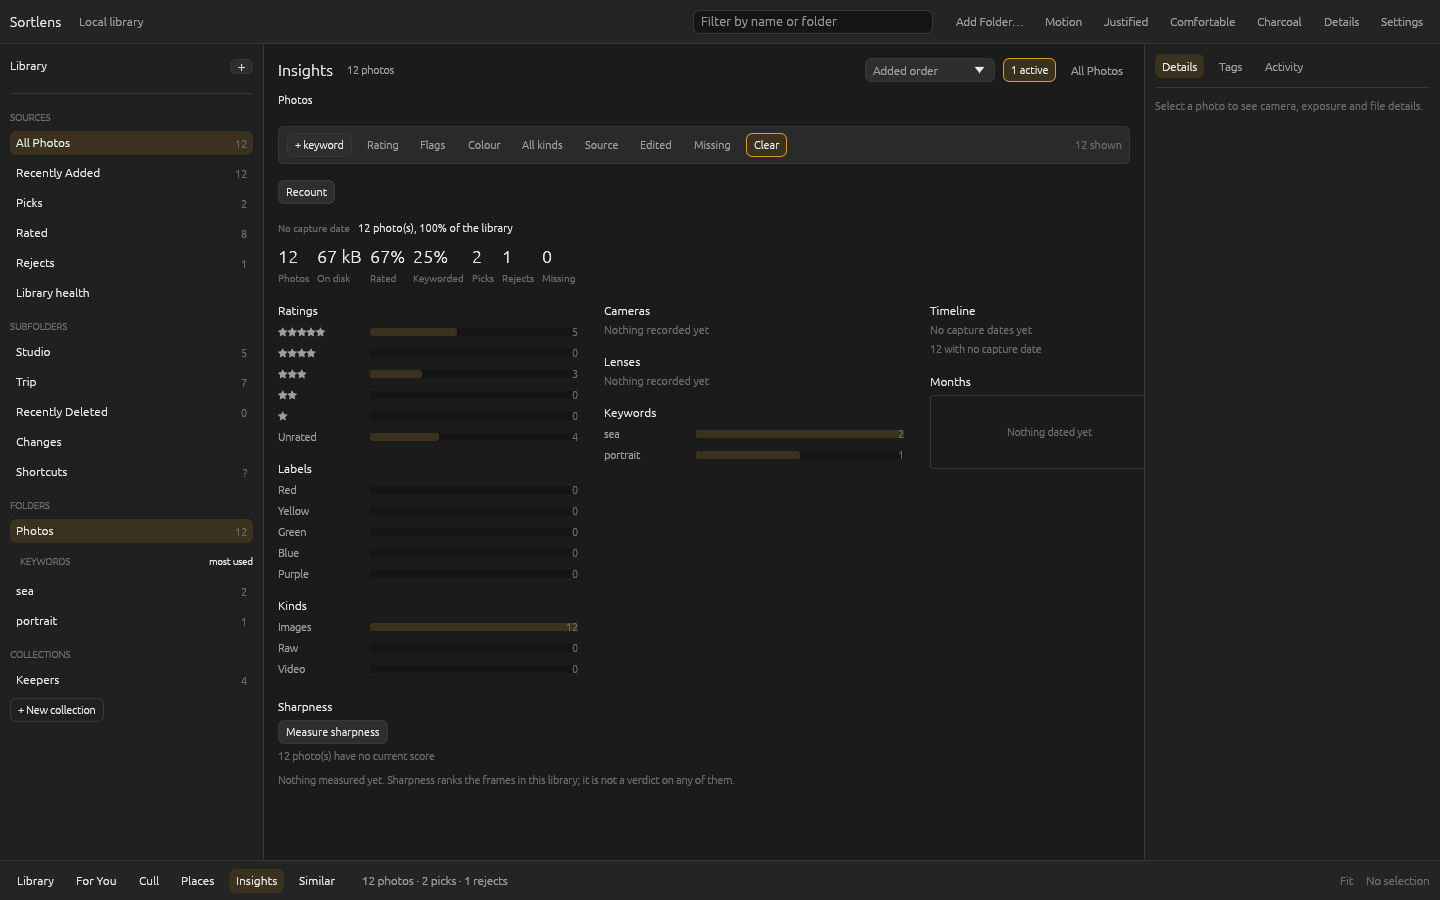 Sortlens Local library Filter by name or folder Add Folder... Motion Justified Comfortable Charcoal Details Settings
Library +
SOURCES
All Photos 12
Recently Added 12
Picks 2
Rated 8
Rejects 1
Library health
SUBFOLDERS
Studio 5
Trip 7
Recently Deleted 0
Changes
Shortcuts ?
FOLDERS
Photos 12
KEYWORDS most used
sea 2
portrait 1
COLLECTIONS
Keepers 4
+ New collection
Insights 12 photos Added order 1 active All Photos
Photos
+ keyword Rating Flags Colour All kinds Source Edited Missing Clear 12 shown
Recount
No capture date 12 photo(s), 100% of the library
12 67 kB 67% 25% 2 1 0
Photos On disk Rated Keyworded Picks Rejects Missing
Ratings
★★★★★ 5
★★★★ 0
★★★ 3
★★ 0
★ 0
Unrated 4
Labels
Red 0
Yellow 0
Green 0
Blue 0
Purple 0
Kinds
Images 12
Raw 0
Video 0
Sharpness
Measure sharpness
12 photo(s) have no current score
Nothing measured yet. Sharpness ranks the frames in this library; it is not a verdict on any of them.
Cameras
Nothing recorded yet
Lenses
Nothing recorded yet
Keywords
sea 2
portrait 1
Timeline
No capture dates yet
12 with no capture date
Months
Nothing dated yet
Details Tags Activity
Select a photo to see camera, exposure and file details.
Library For You Cull Places Insights Similar 12 photos · 2 picks · 1 rejects Fit No selection